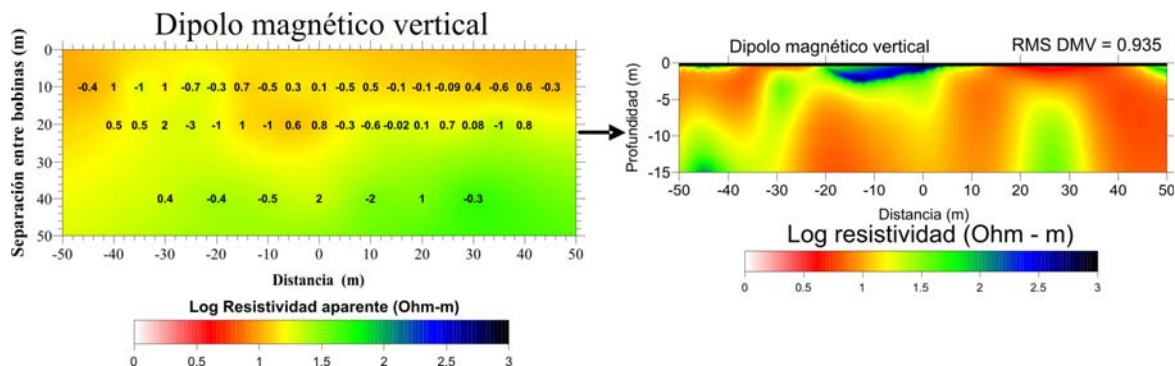 Dipolo magnético vertical
Separación entre bobinas (m)
0
10
20
30
40
50
-0.4 1 -1 1 -0.7 -0.3 0.7 -0.5 0.3 0.1 -0.5 0.5 -0.1 -0.1 -0.09 0.4 -0.6 0.6 -0.3
0.5 0.5 2 -3 -1 1 -1 0.6 0.8 -0.3 -0.6 -0.02 0.1 0.7 0.08 -1 0.8
0.4 -0.4 -0.5 2 -2 1 -0.3
-50 -40 -30 -20 -10 0 10 20 30 40 50
Distancia (m)
Log Resistividad aparente (Ohm-m)
0 0.5 1 1.5 2 2.5 3
Dipolo magnético vertical RMS DMV = 0.935
Profundidad (m)
0
-5
-10
-15
-50 -40 -30 -20 -10 0 10 20 30 40 50
Distancia (m)
Log resistividad (Ohm - m)
0 0.5 1 1.5 2 2.5 3